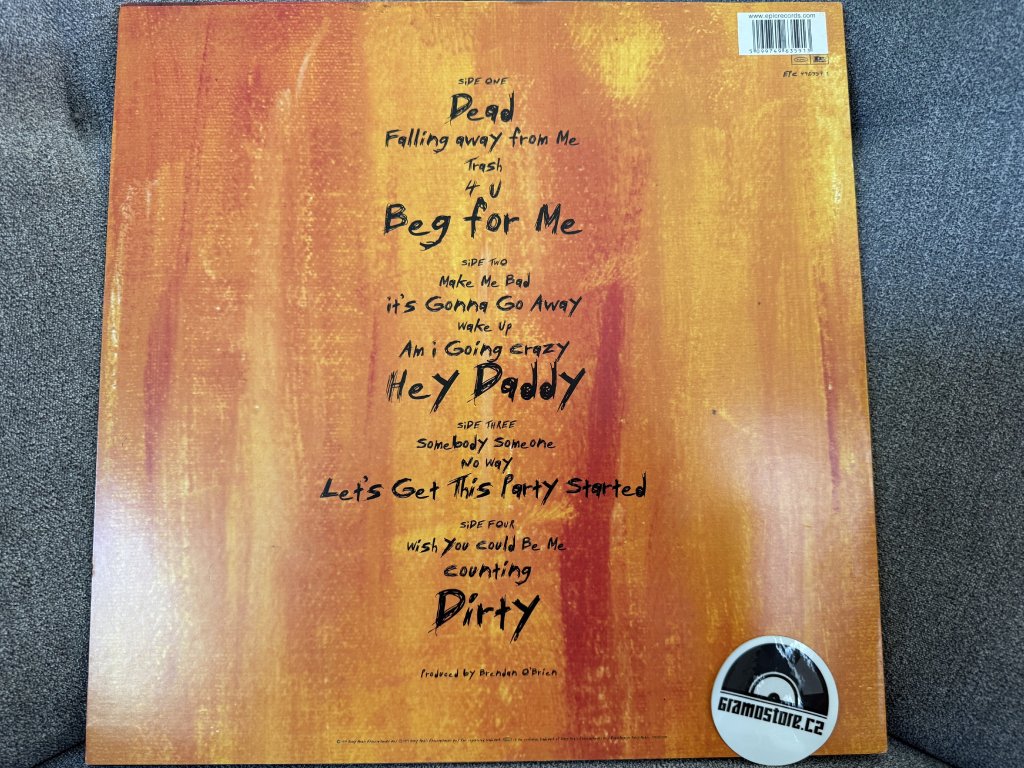 www.epicrecords.com
5 099749 635913
SiDE ONE
Dead
Falling away from Me
Trash
4 U
Beg for Me
SiDE TWO
Make Me Bad
it's Gonna Go Away
Wake Up
Am i Going crazy
Hey Daddy
SiDE THREE
Somebody Someone
No Way
Let's Get This Party Started
SiDE FOUR
Wish You could Be Me
counting
Dirty
Produced by Brendan O'Brien
Gramostore.cz